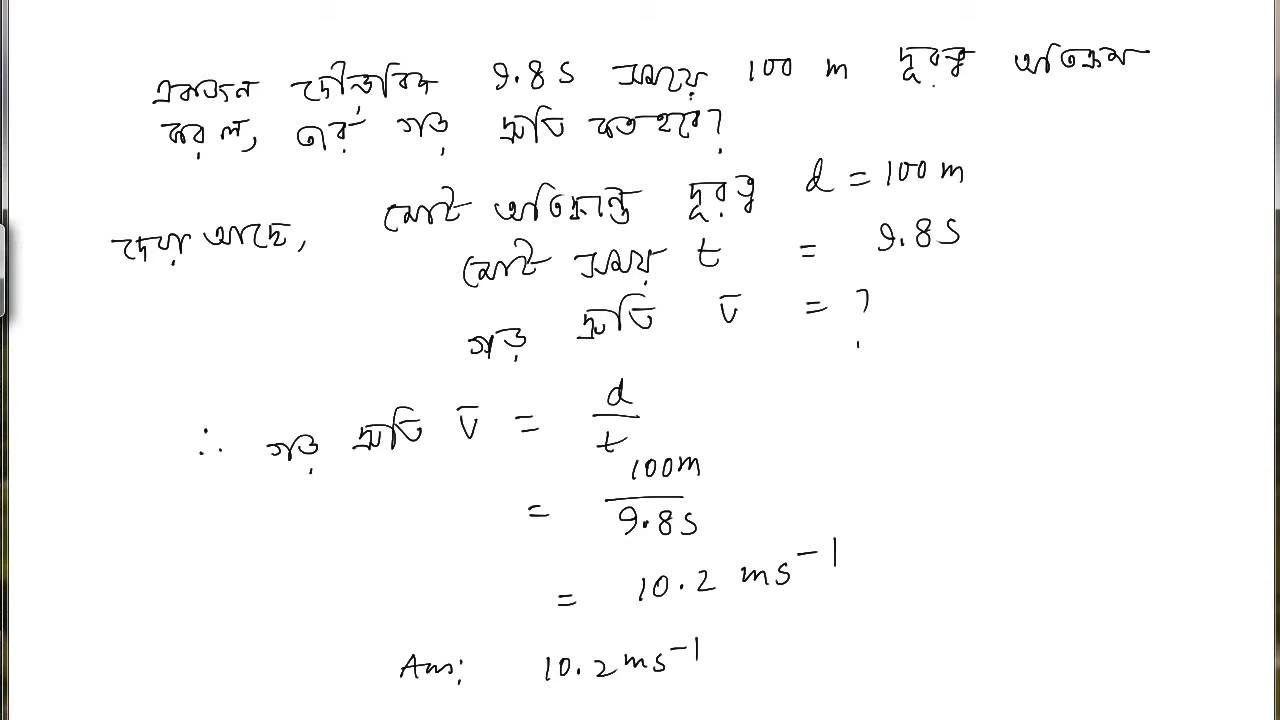 একজন দৌড়বিদ 9.8 s সময়ে 100 m দূরত্ব অতিক্রম
করল, তার গড় দ্রুতি কত হবে?
দেয়া আছে, মোট অতিক্রান্ত দূরত্ব d = 100 m
মোট সময় t = 9.8 s
গড় দ্রুতি v̄ = ?
∴ গড় দ্রুতি v̄ = d/t
= 100m/9.8s
= 10.2 ms⁻¹
Ans: 10.2 ms⁻¹